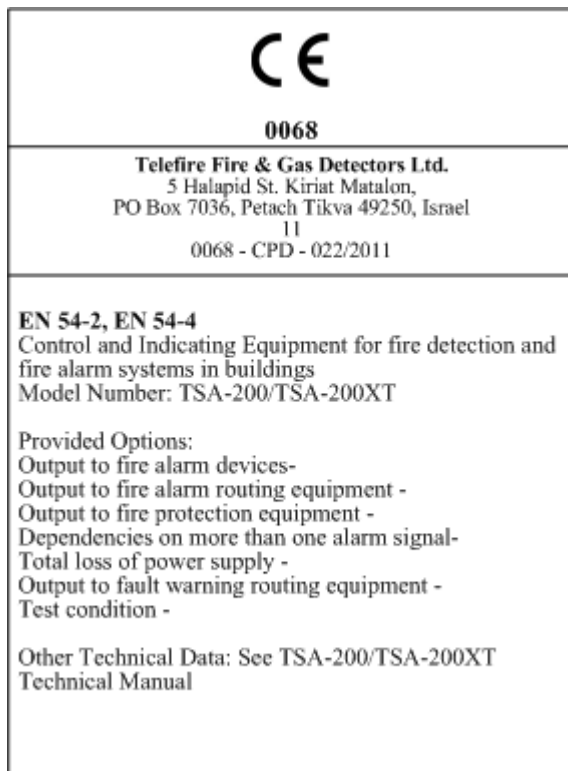 CE
0068
Telefire Fire & Gas Detectors Ltd.
5 Halapid St. Kiriat Matalon,
PO Box 7036, Petach Tikva 49250, Israel
11
0068 - CPD - 022/2011
EN 54-2, EN 54-4
Control and Indicating Equipment for fire detection and
fire alarm systems in buildings
Model Number: TSA-200/TSA-200XT
Provided Options:
Output to fire alarm devices-
Output to fire alarm routing equipment -
Output to fire protection equipment -
Dependencies on more than one alarm signal-
Total loss of power supply -
Output to fault warning routing equipment -
Test condition -
Other Technical Data: See TSA-200/TSA-200XT
Technical Manual